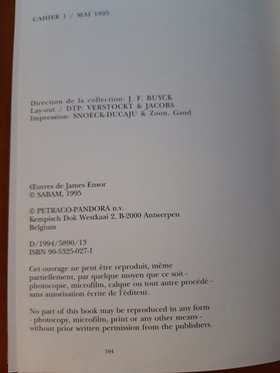 CAHIER 1 / MAI 1995
Direction de la collection: J. F. BUYCK
Lay-out / DTP: VERSTOCKT & JACOBS
Impression: SNOECK-DUCAJU & Zoon, Gand
Œuvres de James Ensor
© SABAM, 1995
© PETRACO-PANDORA n.v.
Kempisch Dok Westkaai 2, B-2000 Antwerpen
Belgium
D/1994/5890/13
ISBN 90-5325-027-1
Cet ouvrage ne peut être reproduit, même
partiellement, par quelque moyen que ce soit -
photocopie, microfilm, calque ou tout autre procédé -
sans autorisation écrite de l'éditeur.
No part of this book may be reproduced in any form
- photocopy, microfilm, print or any other means -
without prior written permission from the publishers.
104